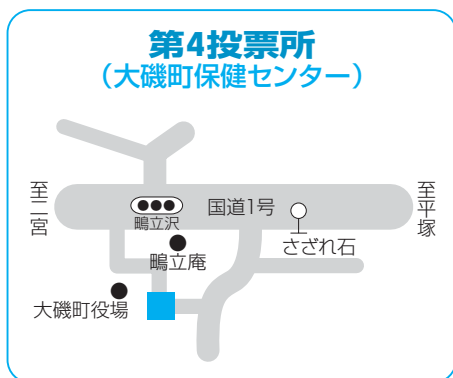 第4投票所
（大磯町保健センター）
至二宮
国道1号
至平塚
鴫立沢
さざれ石
鴫立庵
大磯町役場